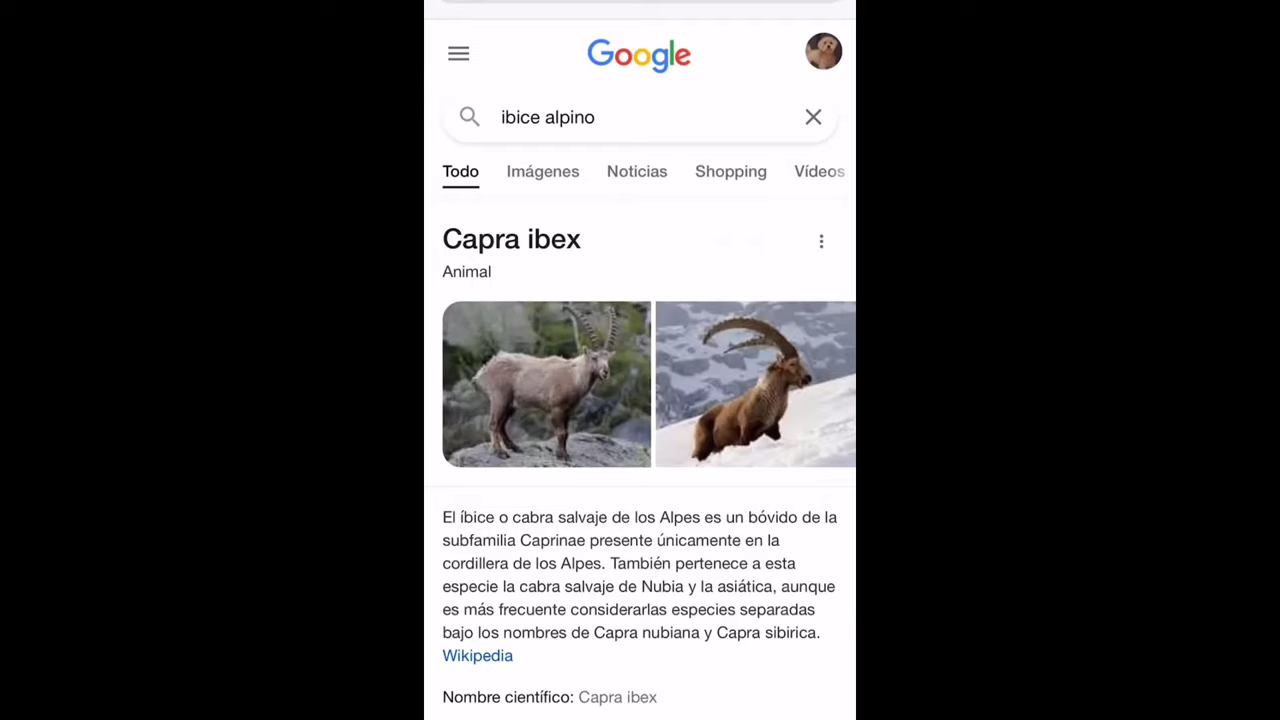 Google
ibice alpino
Todo Imágenes Noticias Shopping Vídeos
Capra ibex
Animal
El íbice o cabra salvaje de los Alpes es un bóvido de la
subfamilia Caprinae presente únicamente en la
cordillera de los Alpes. También pertenece a esta
especie la cabra salvaje de Nubia y la asiática, aunque
es más frecuente considerarlas especies separadas
bajo los nombres de Capra nubiana y Capra sibirica.
Wikipedia
Nombre científico: Capra ibex